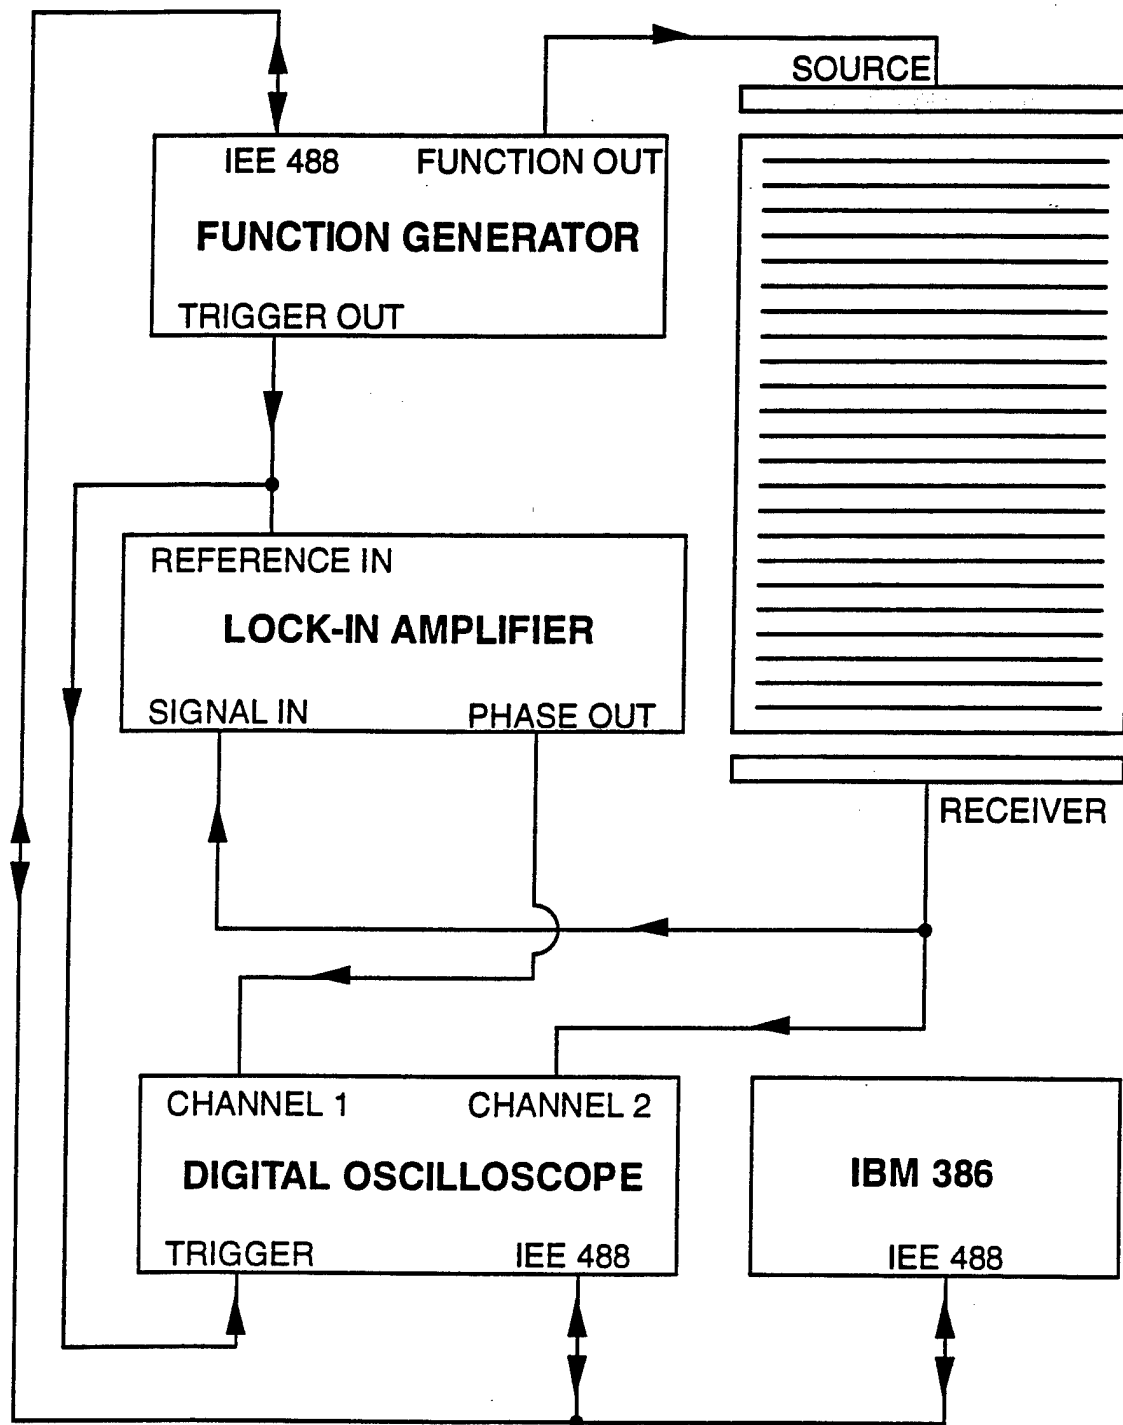 SOURCE
IEE 488 FUNCTION OUT
FUNCTION GENERATOR
TRIGGER OUT
REFERENCE IN
LOCK-IN AMPLIFIER
SIGNAL IN PHASE OUT
RECEIVER
CHANNEL 1 CHANNEL 2
DIGITAL OSCILLOSCOPE
TRIGGER IEE 488
IBM 386
IEE 488